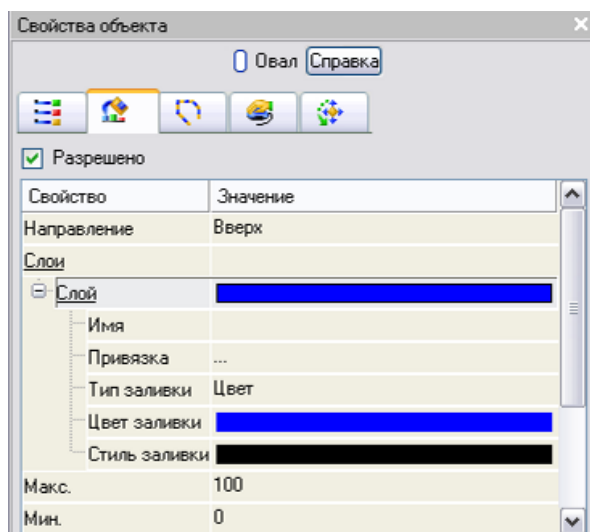 Свойства объекта
Овал Справка
Разрешено
Свойство Значение
Направление Вверх
Слои
Слой
Имя
Привязка ...
Тип заливки Цвет
Цвет заливки
Стиль заливки
Макс. 100
Мин. 0